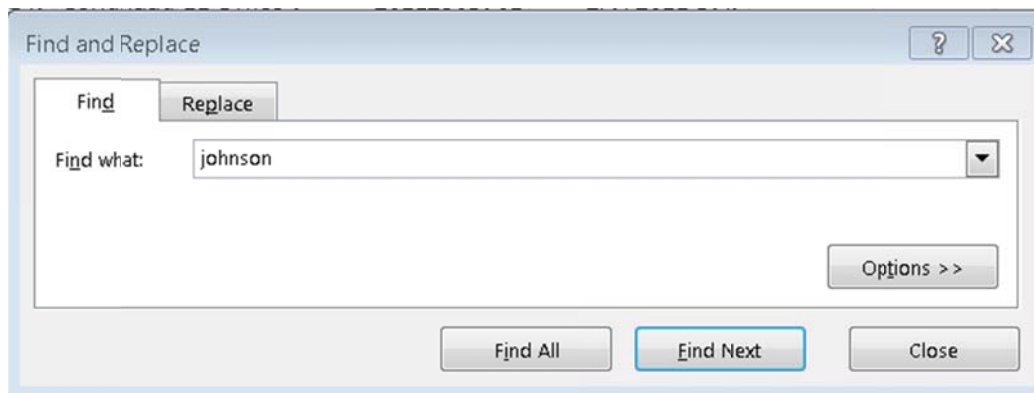 Find and Replace
Find Replace
Find what: johnson
Options >>
Find All Find Next Close